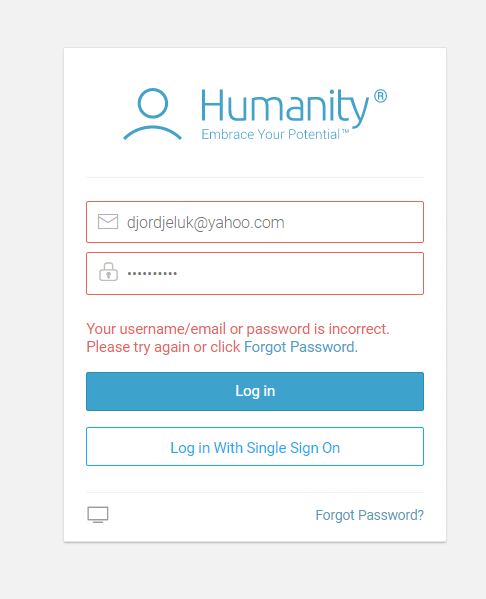 Humanity®
Embrace Your Potential™
djordjeluk@yahoo.com
••••••••••
Your username/email or password is incorrect.
Please try again or click Forgot Password.
Log in
Log in With Single Sign On
Forgot Password?